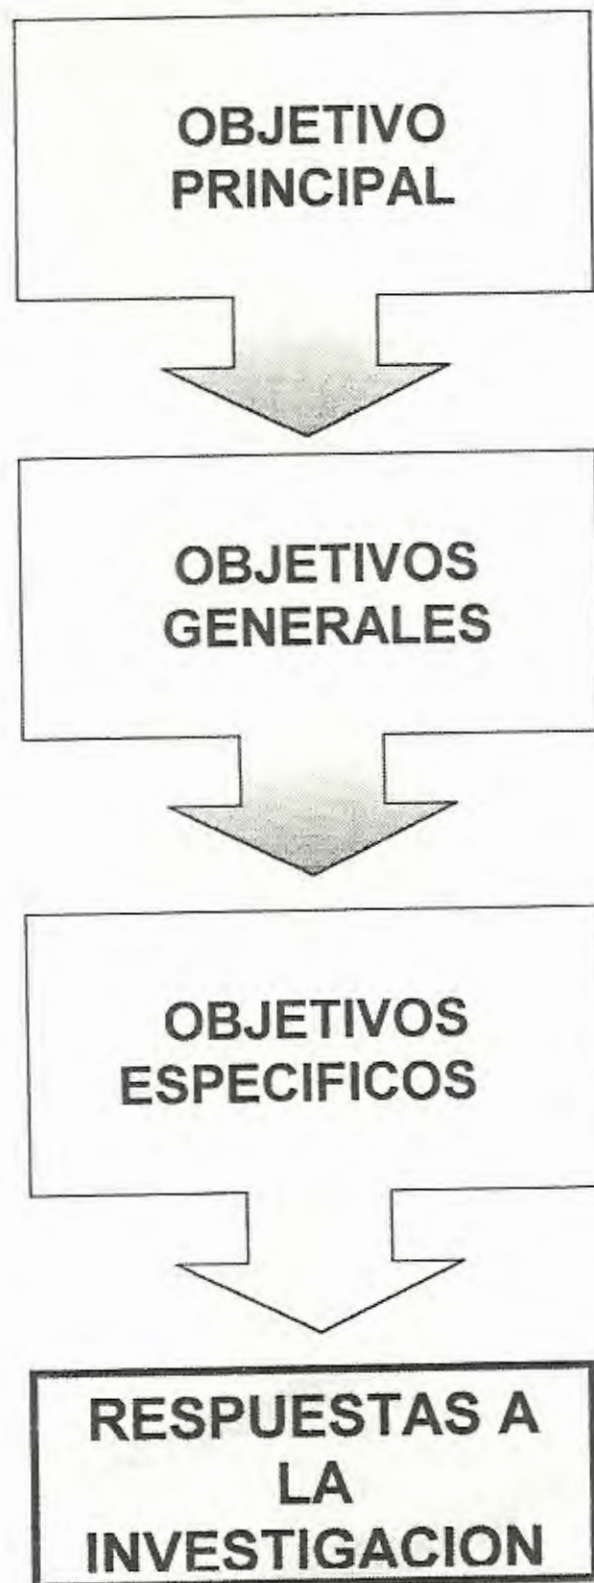 OBJETIVO
PRINCIPAL
OBJETIVOS
GENERALES
OBJETIVOS
ESPECIFICOS
RESPUESTAS A
LA
INVESTIGACION